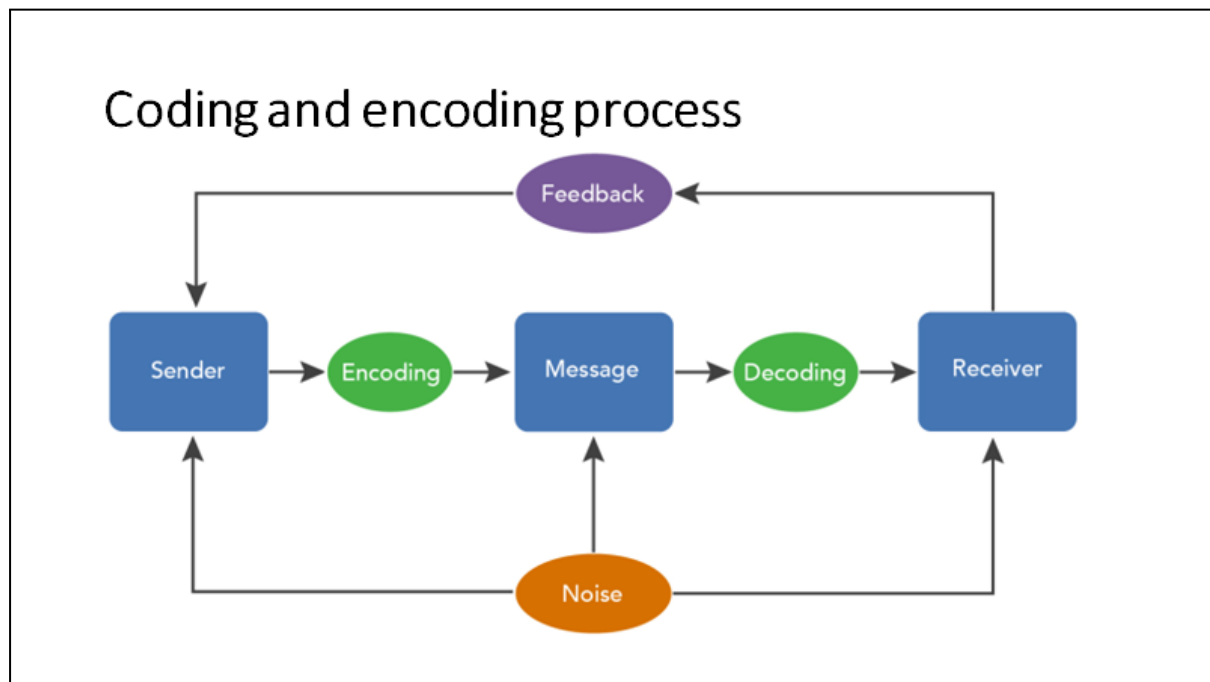 Coding and encoding process
Feedback
Sender
Encoding
Message
Decoding
Receiver
Noise